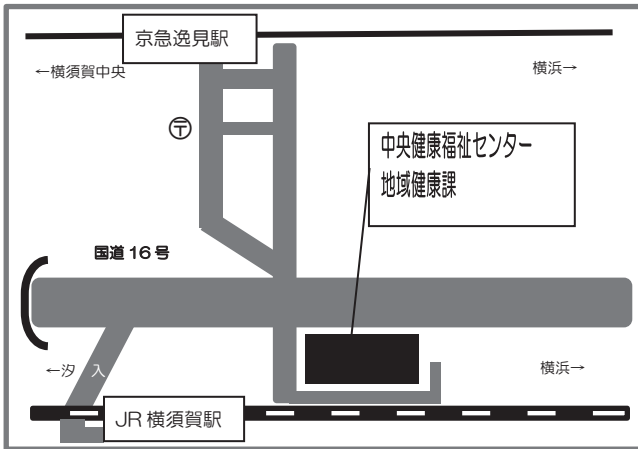 京急逸見駅
←横須賀中央
横浜→
〒
中央健康福祉センター
地域健康課
国道16号
←汐 入
横浜→
JR横須賀駅